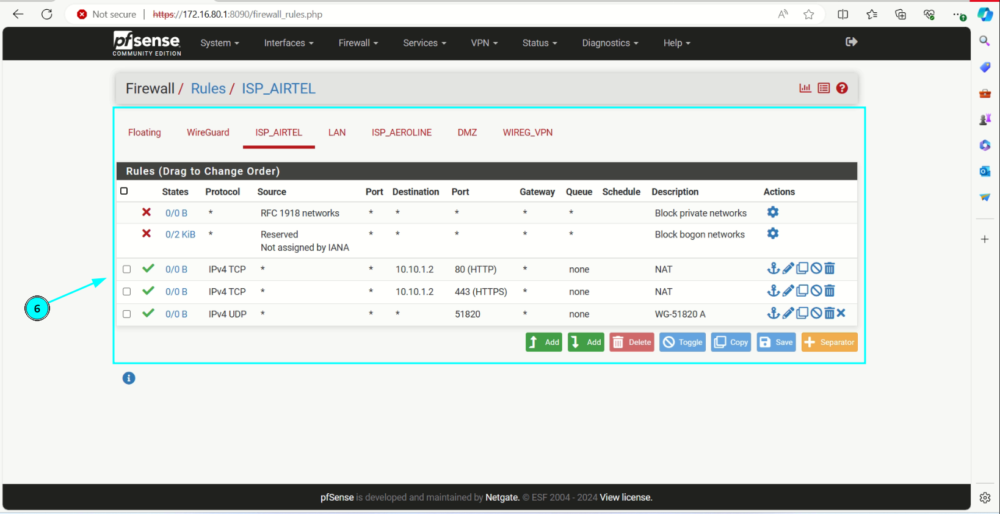 Not secure | https://172.16.80.1:8090/firewall_rules.php
pfsense COMMUNITY EDITION System Interfaces Firewall Services VPN Status Diagnostics Help
Firewall / Rules / ISP_AIRTEL
Floating WireGuard ISP_AIRTEL LAN ISP_AEROLINE DMZ WIREG_VPN
Rules (Drag to Change Order)
States Protocol Source Port Destination Port Gateway Queue Schedule Description Actions
0/0 B * RFC 1918 networks * * * * * Block private networks
0/2 KiB * Reserved * * * * * Block bogon networks
Not assigned by IANA
0/0 B IPv4 TCP * * 10.10.1.2 80 (HTTP) * none NAT
0/0 B IPv4 TCP * * 10.10.1.2 443 (HTTPS) * none NAT
0/0 B IPv4 UDP * * * 51820 * none WG-51820 A
6
Add Add Delete Toggle Copy Save Separator
pfSense is developed and maintained by Netgate. © ESF 2004 - 2024 View license.